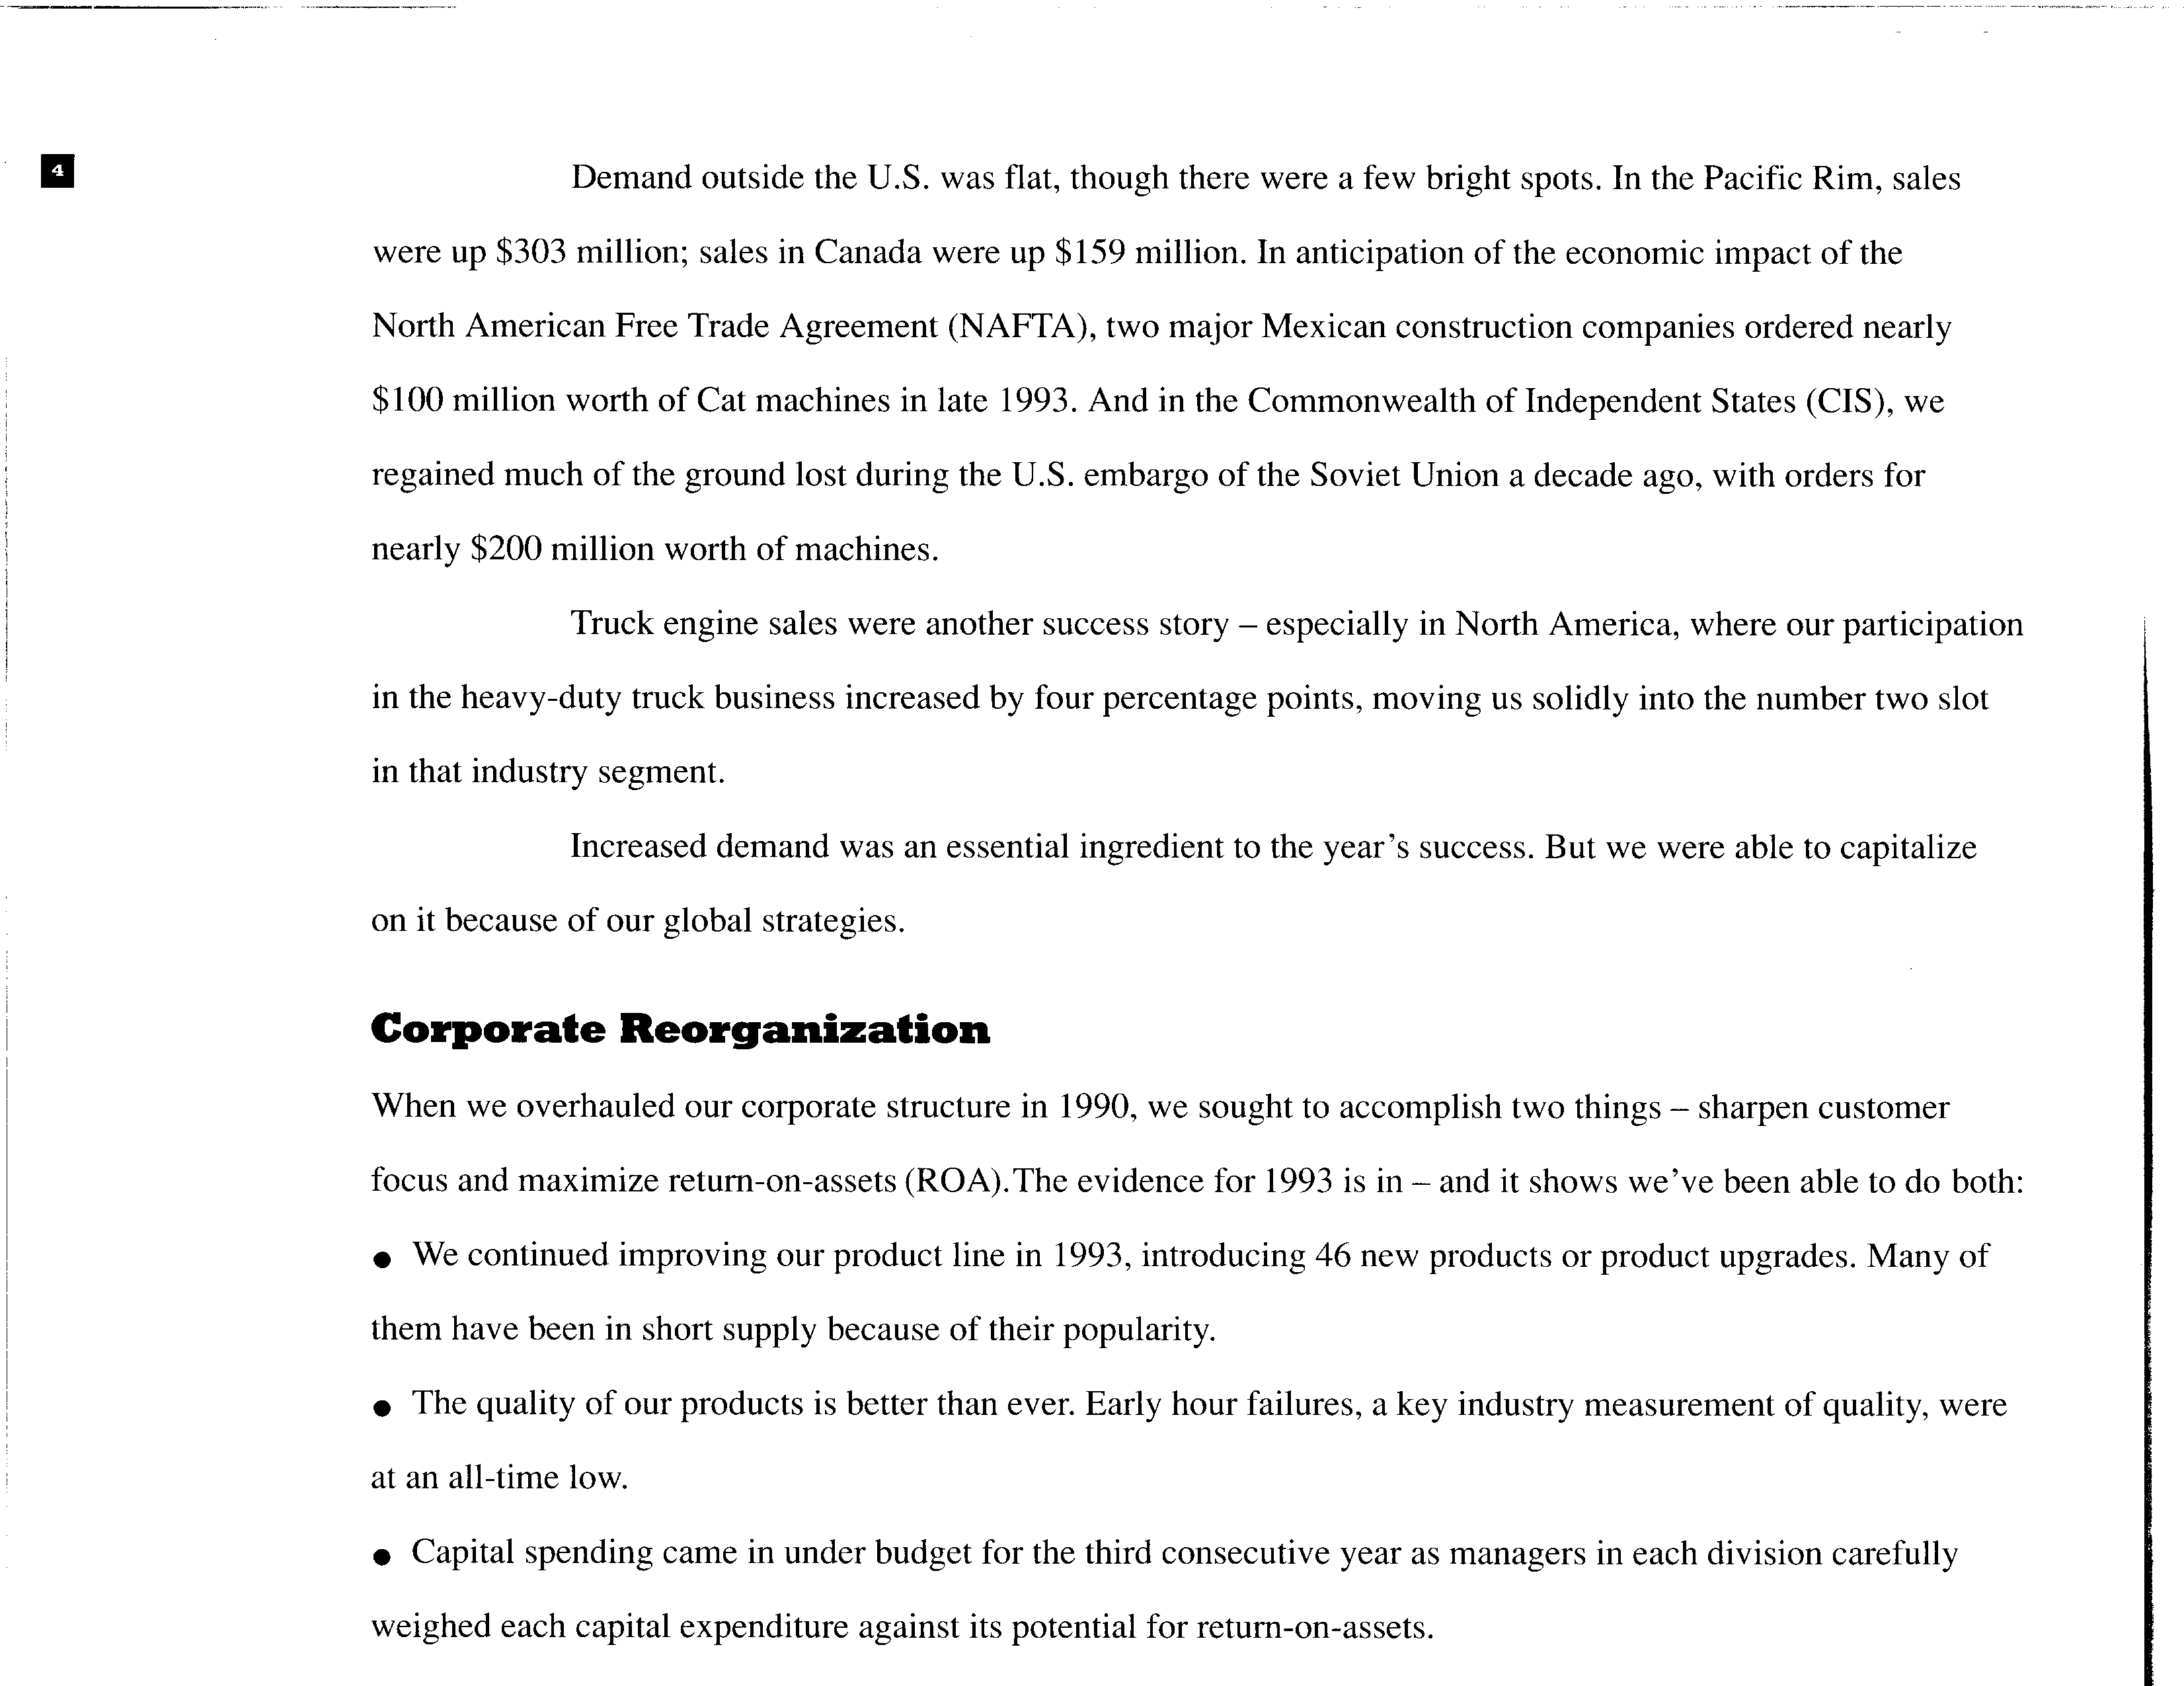 4
Demand outside the U.S. was flat, though there were a few bright spots. In the Pacific Rim, sales
were up $303 million; sales in Canada were up $159 million. In anticipation of the economic impact of the
North American Free Trade Agreement (NAFTA), two major Mexican construction companies ordered nearly
$100 million worth of Cat machines in late 1993. And in the Commonwealth of Independent States (CIS), we
regained much of the ground lost during the U.S. embargo of the Soviet Union a decade ago, with orders for
nearly $200 million worth of machines.
Truck engine sales were another success story – especially in North America, where our participation
in the heavy-duty truck business increased by four percentage points, moving us solidly into the number two slot
in that industry segment.
Increased demand was an essential ingredient to the year's success. But we were able to capitalize
on it because of our global strategies.
Corporate Reorganization
When we overhauled our corporate structure in 1990, we sought to accomplish two things – sharpen customer
focus and maximize return-on-assets (ROA).The evidence for 1993 is in – and it shows we've been able to do both:
● We continued improving our product line in 1993, introducing 46 new products or product upgrades. Many of
them have been in short supply because of their popularity.
● The quality of our products is better than ever. Early hour failures, a key industry measurement of quality, were
at an all-time low.
● Capital spending came in under budget for the third consecutive year as managers in each division carefully
weighed each capital expenditure against its potential for return-on-assets.